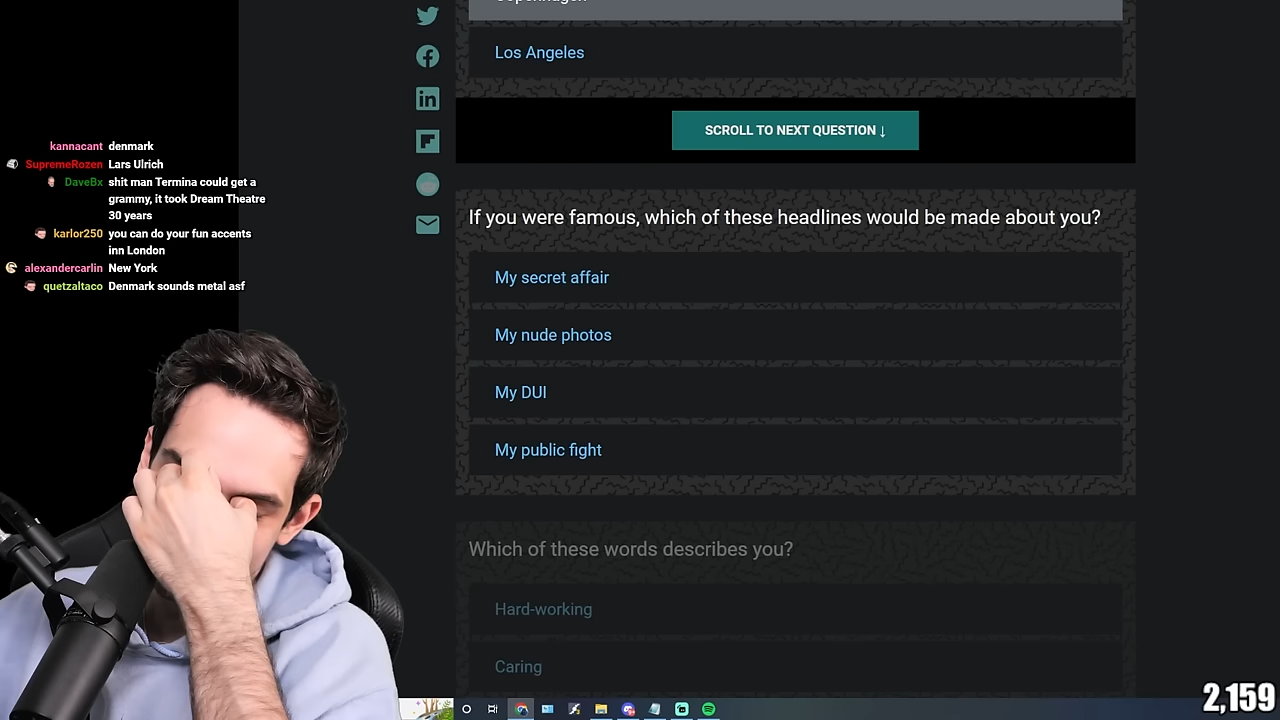 Los Angeles
SCROLL TO NEXT QUESTION ↓
kannacant denmark
SupremeRozen Lars Ulrich
DaveBx shit man Termina could get a
grammy, it took Dream Theatre
30 years
karlor250 you can do your fun accents
inn London
alexandercarlin New York
quetzaltaco Denmark sounds metal asf
If you were famous, which of these headlines would be made about you?
My secret affair
My nude photos
My DUI
My public fight
Which of these words describes you?
Hard-working
Caring
2,159